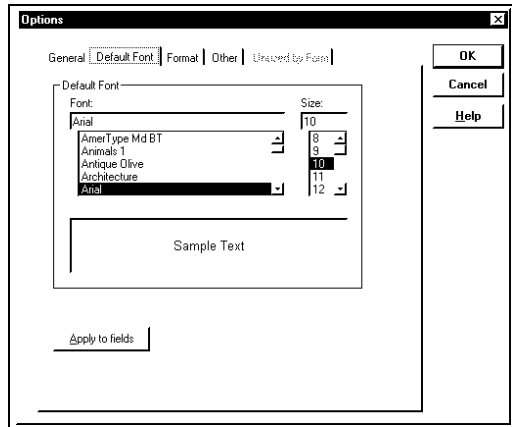 Options
General Default Font Format Other
Default Font
Font: Size:
Arial 10
AmerType Md BT 8
Animals 1 9
Antique Olive 10
Architecture 11
Arial 12
Sample Text
Apply to fields
OK
Cancel
Help